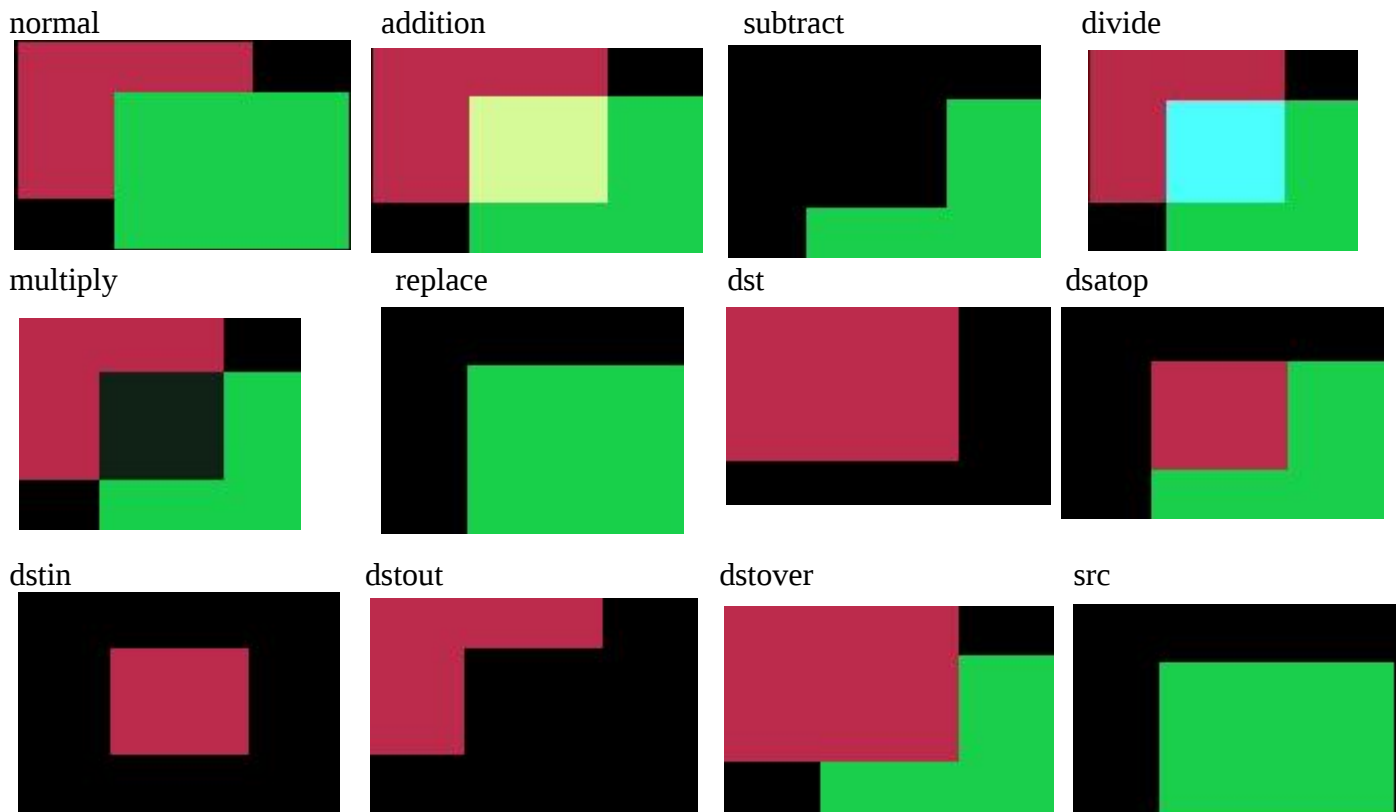 normal addition subtract divide
multiply replace dst dsatop
dstin dstout dstover src